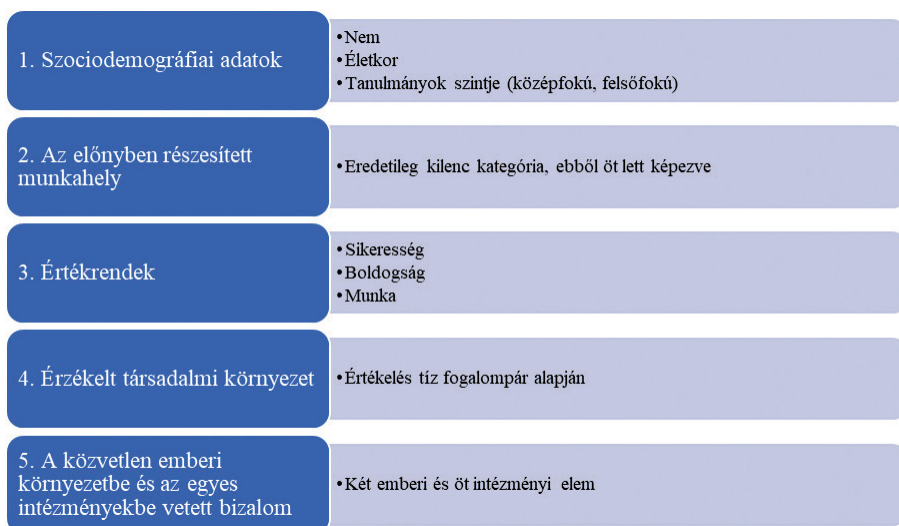 1. Szociodemográfiai adatok
•Nem
•Életkor
•Tanulmányok szintje (középfokú, felsőfokú)
2. Az előnyben részesített
munkahely
•Eredetileg kilenc kategória, ebből öt lett képezve
3. Értékrendek
•Sikeresség
•Boldogság
•Munka
4. Érzékelt társadalmi környezet
•Értékelés tíz fogalompár alapján
5. A közvetlen emberi
környezetbe és az egyes
intézményekbe vetett bizalom
•Két emberi és öt intézményi elem